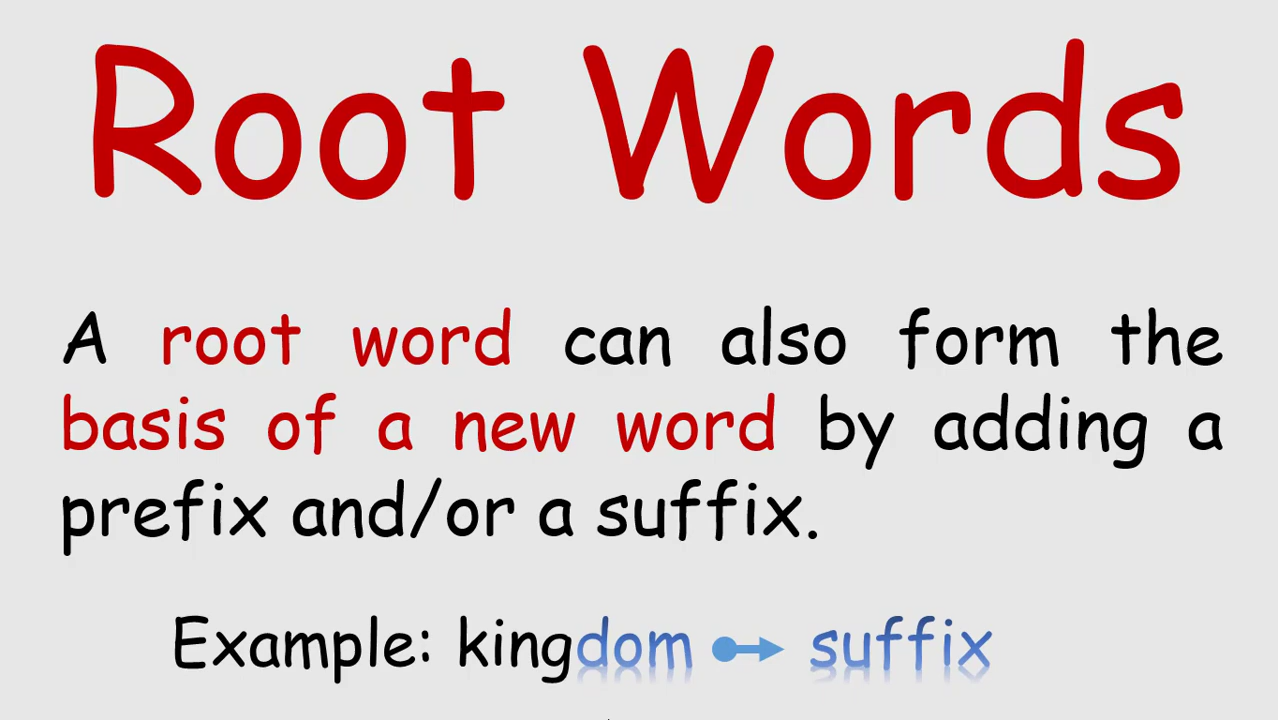 Root Words
A root word can also form the
basis of a new word by adding a
prefix and/or a suffix.
Example: kingdom suffix